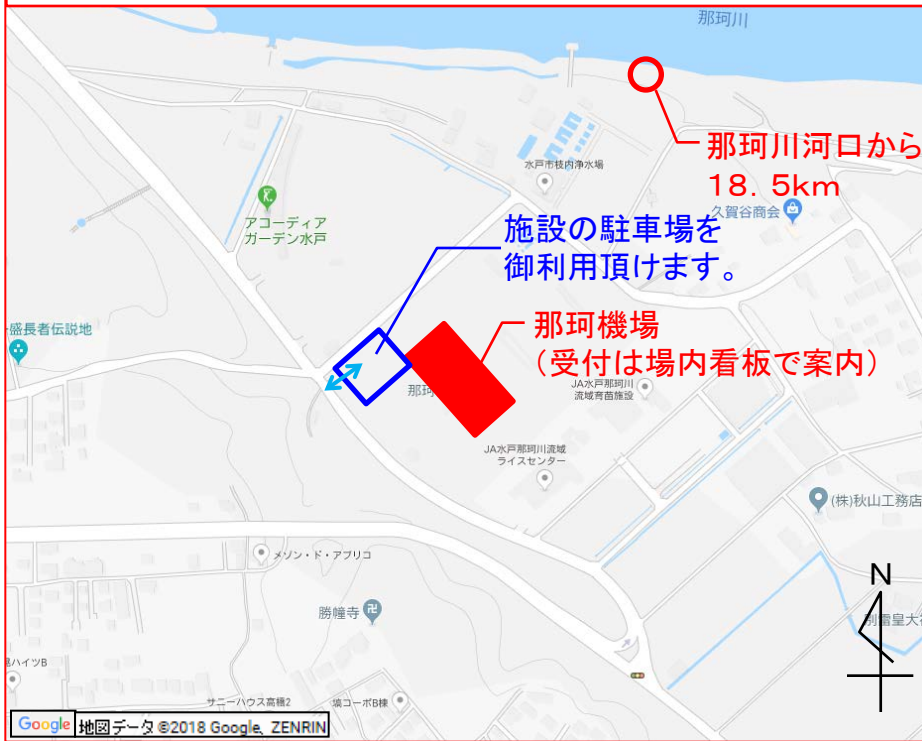 那珂川
那珂川河口から
18.5km
水戸市枝内浄水場
久賀谷商会
アコーディア
ガーデン水戸
施設の駐車場を
御利用頂けます。
那珂機場
(受付は場内看板で案内)
盛長者伝説地
那珂
JA水戸那珂川
流域育苗施設
JA水戸那珂川流域
ライスセンター
(株)秋山工務店
メゾン・ド・アプリコ
勝幢寺
N
別雷皇大
ハイツB
サニーハウス高橋2
塙コーポB棟
Google 地図データ ©2018 Google、ZENRIN